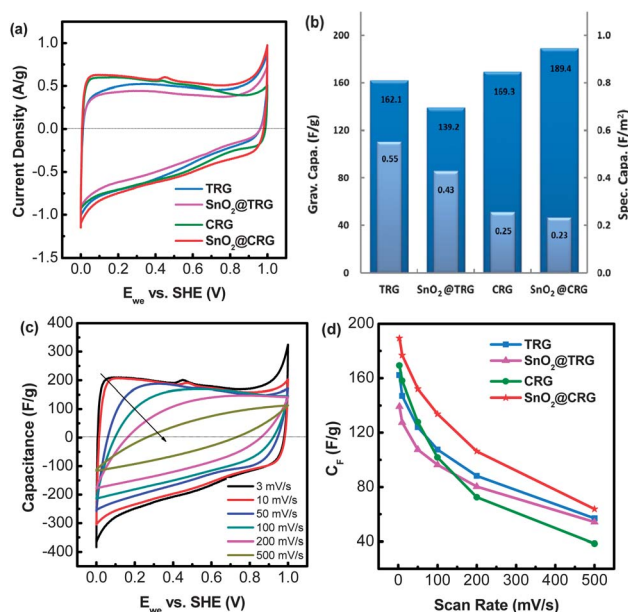 (a)
1.0
0.5
0.0
-0.5
-1.0
-1.5
Current Density (A/g)
TRG
SnO₂@TRG
CRG
SnO₂@CRG
0.0 0.2 0.4 0.6 0.8 1.0
E_we vs. SHE (V)
(b)
200
160
120
80
40
0
Grav. Capa. (F/g)
162.1
0.55
139.2
0.43
169.3
0.25
189.4
0.23
1.0
0.8
0.6
0.4
0.2
0.0
Spec. Capa. (F/m²)
TRG SnO₂@TRG CRG SnO₂@CRG
(c)
400
300
200
100
0
-100
-200
-300
-400
Capacitance (F/g)
3 mV/s
10 mV/s
50 mV/s
100 mV/s
200 mV/s
500 mV/s
0.0 0.2 0.4 0.6 0.8 1.0
E_we vs. SHE (V)
(d)
200
160
120
80
40
C_F (F/g)
TRG
SnO₂@TRG
CRG
SnO₂@CRG
0 100 200 300 400 500
Scan Rate (mV/s)